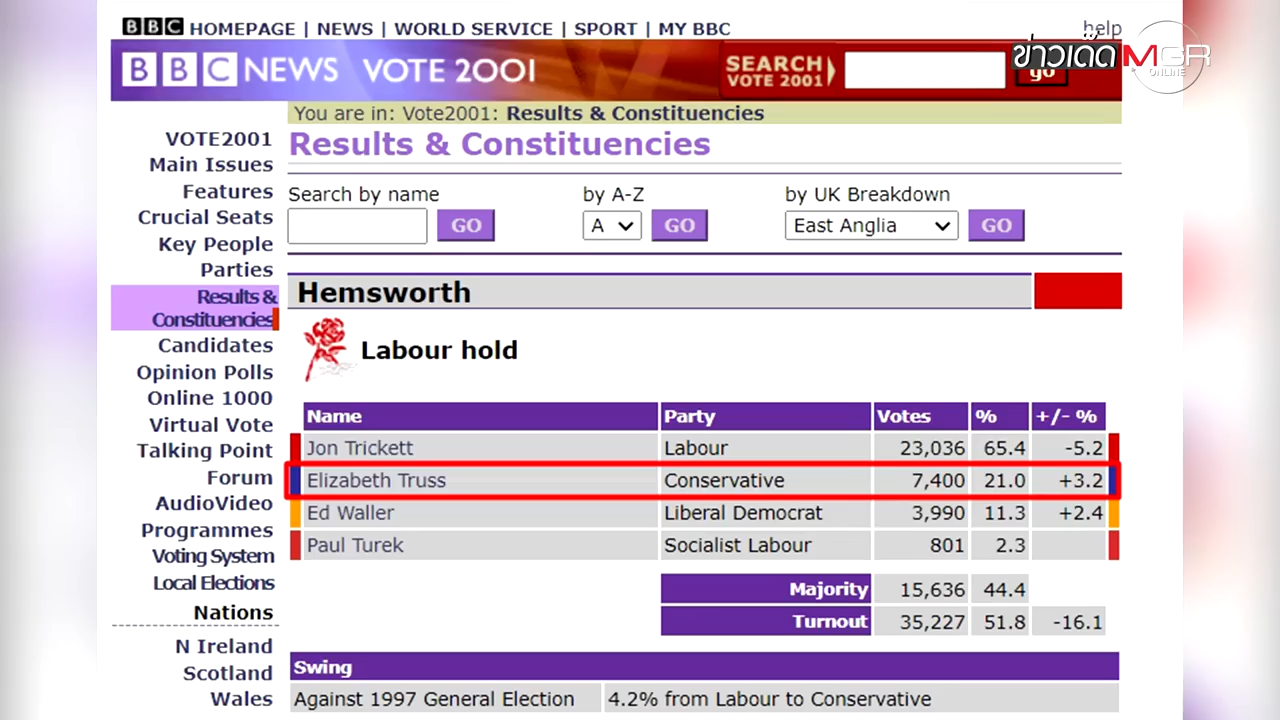 BBC HOMEPAGE | NEWS | WORLD SERVICE | SPORT | MY BBC help
ข่าวเด็ด MGR ONLINE
BBC NEWS VOTE 2001 SEARCH VOTE 2001 go
You are in: Vote2001: Results & Constituencies
Results & Constituencies
Search by name by A-Z by UK Breakdown
GO A GO East Anglia GO
VOTE2001
Main Issues
Features
Crucial Seats
Key People
Parties
Results &
Constituencies
Candidates
Opinion Polls
Online 1000
Virtual Vote
Talking Point
Forum
AudioVideo
Programmes
Voting System
Local Elections
Nations
N Ireland
Scotland
Wales
Hemsworth
Labour hold
Name Party Votes % +/- %
Jon Trickett Labour 23,036 65.4 -5.2
Elizabeth Truss Conservative 7,400 21.0 +3.2
Ed Waller Liberal Democrat 3,990 11.3 +2.4
Paul Turek Socialist Labour 801 2.3
Majority 15,636 44.4
Turnout 35,227 51.8 -16.1
Swing
Against 1997 General Election 4.2% from Labour to Conservative